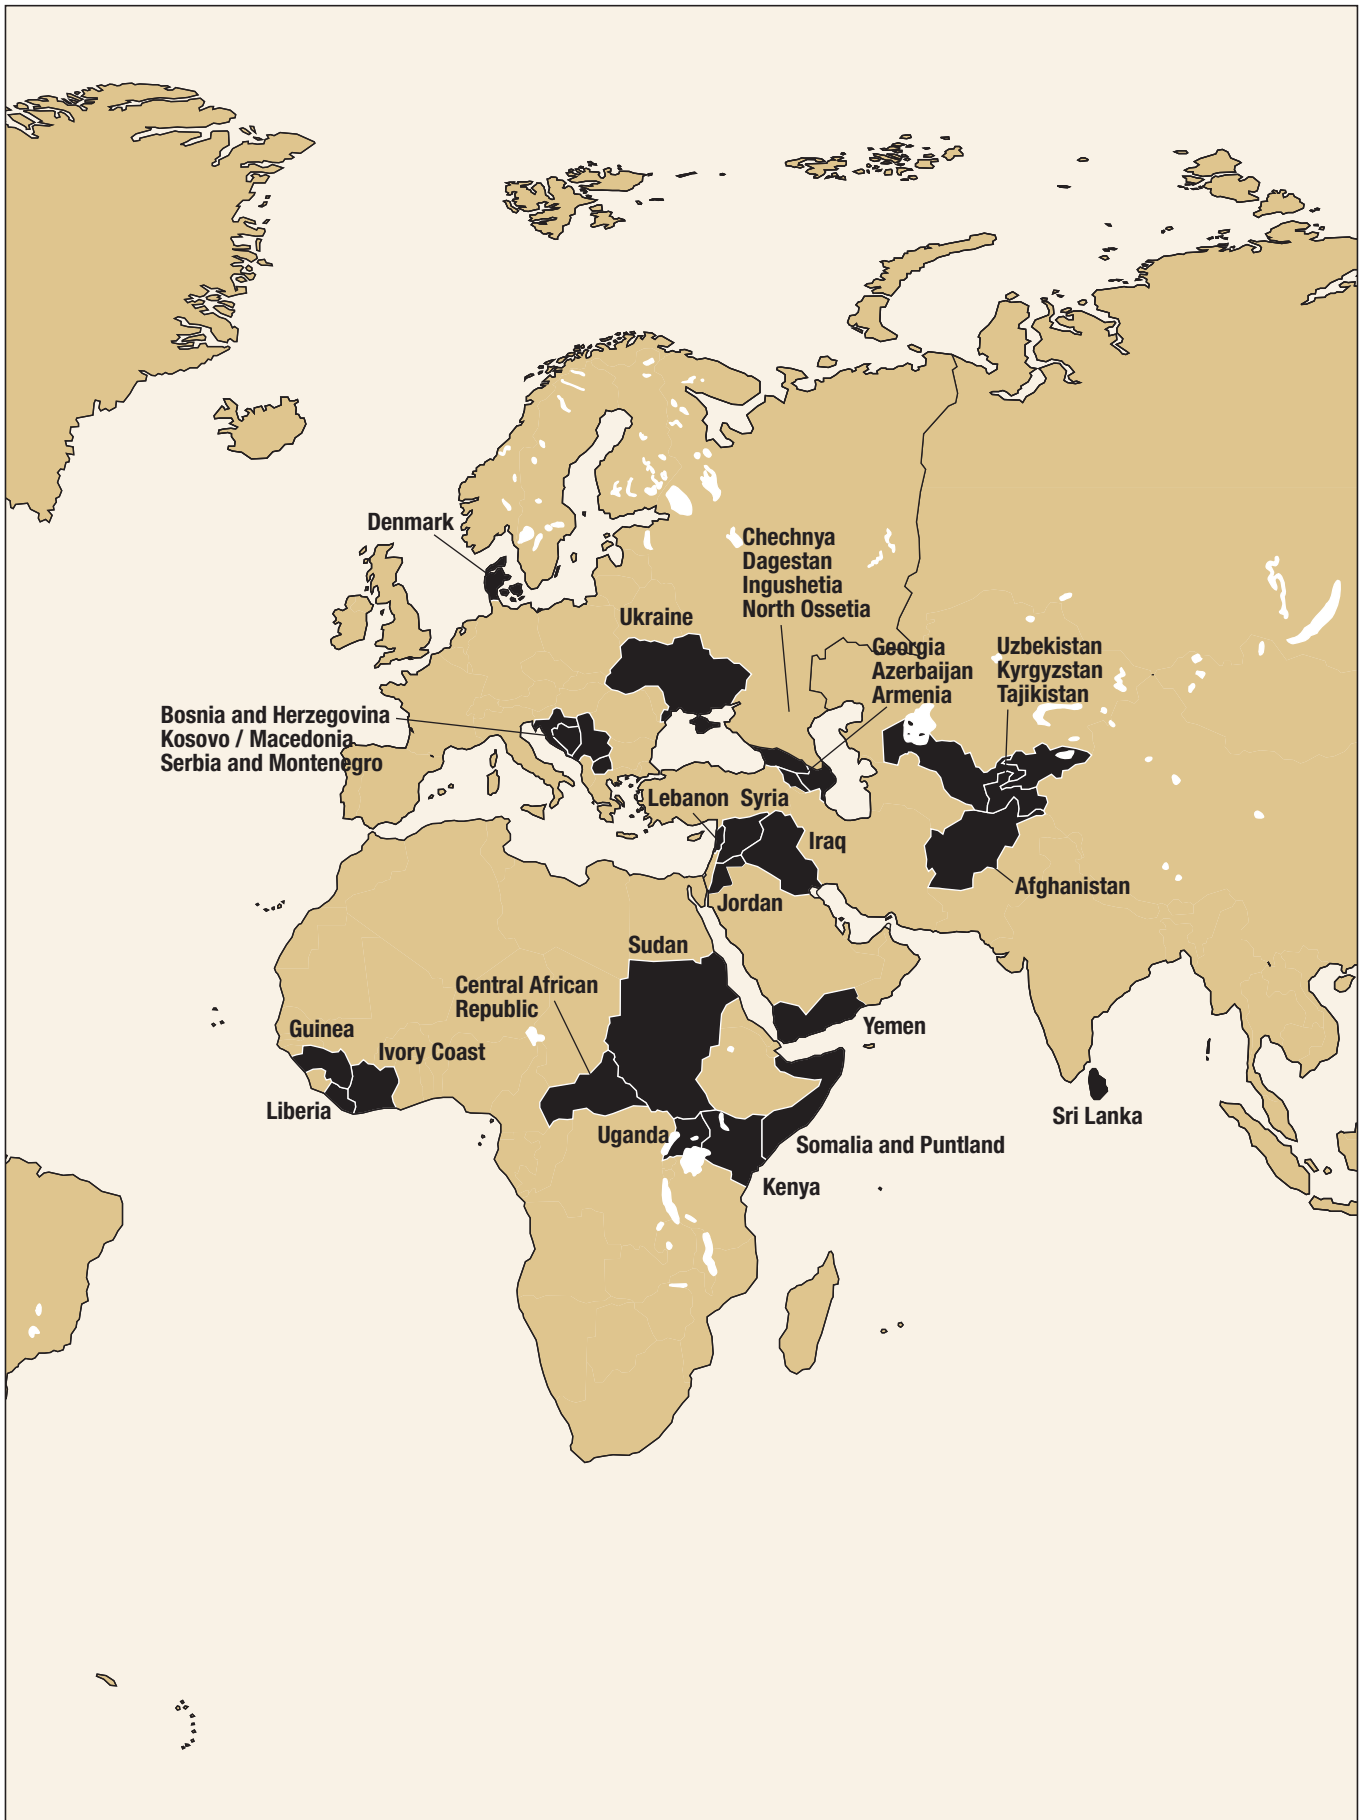 Denmark
Chechnya
Dagestan
Ingushetia
North Ossetia
Ukraine
Georgia
Azerbaijan
Armenia
Uzbekistan
Kyrgyzstan
Tajikistan
Bosnia and Herzegovina
Kosovo / Macedonia
Serbia and Montenegro
Lebanon
Syria
Iraq
Afghanistan
Jordan
Sudan
Central African
Republic
Yemen
Guinea
Ivory Coast
Liberia
Sri Lanka
Uganda
Somalia and Puntland
Kenya